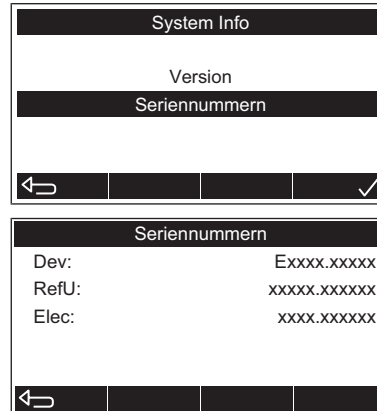 System Info
Version
Seriennummern
Seriennummern
Dev: Exxxx.xxxxx
RefU: xxxxx.xxxxxx
Elec: xxxx.xxxxxx